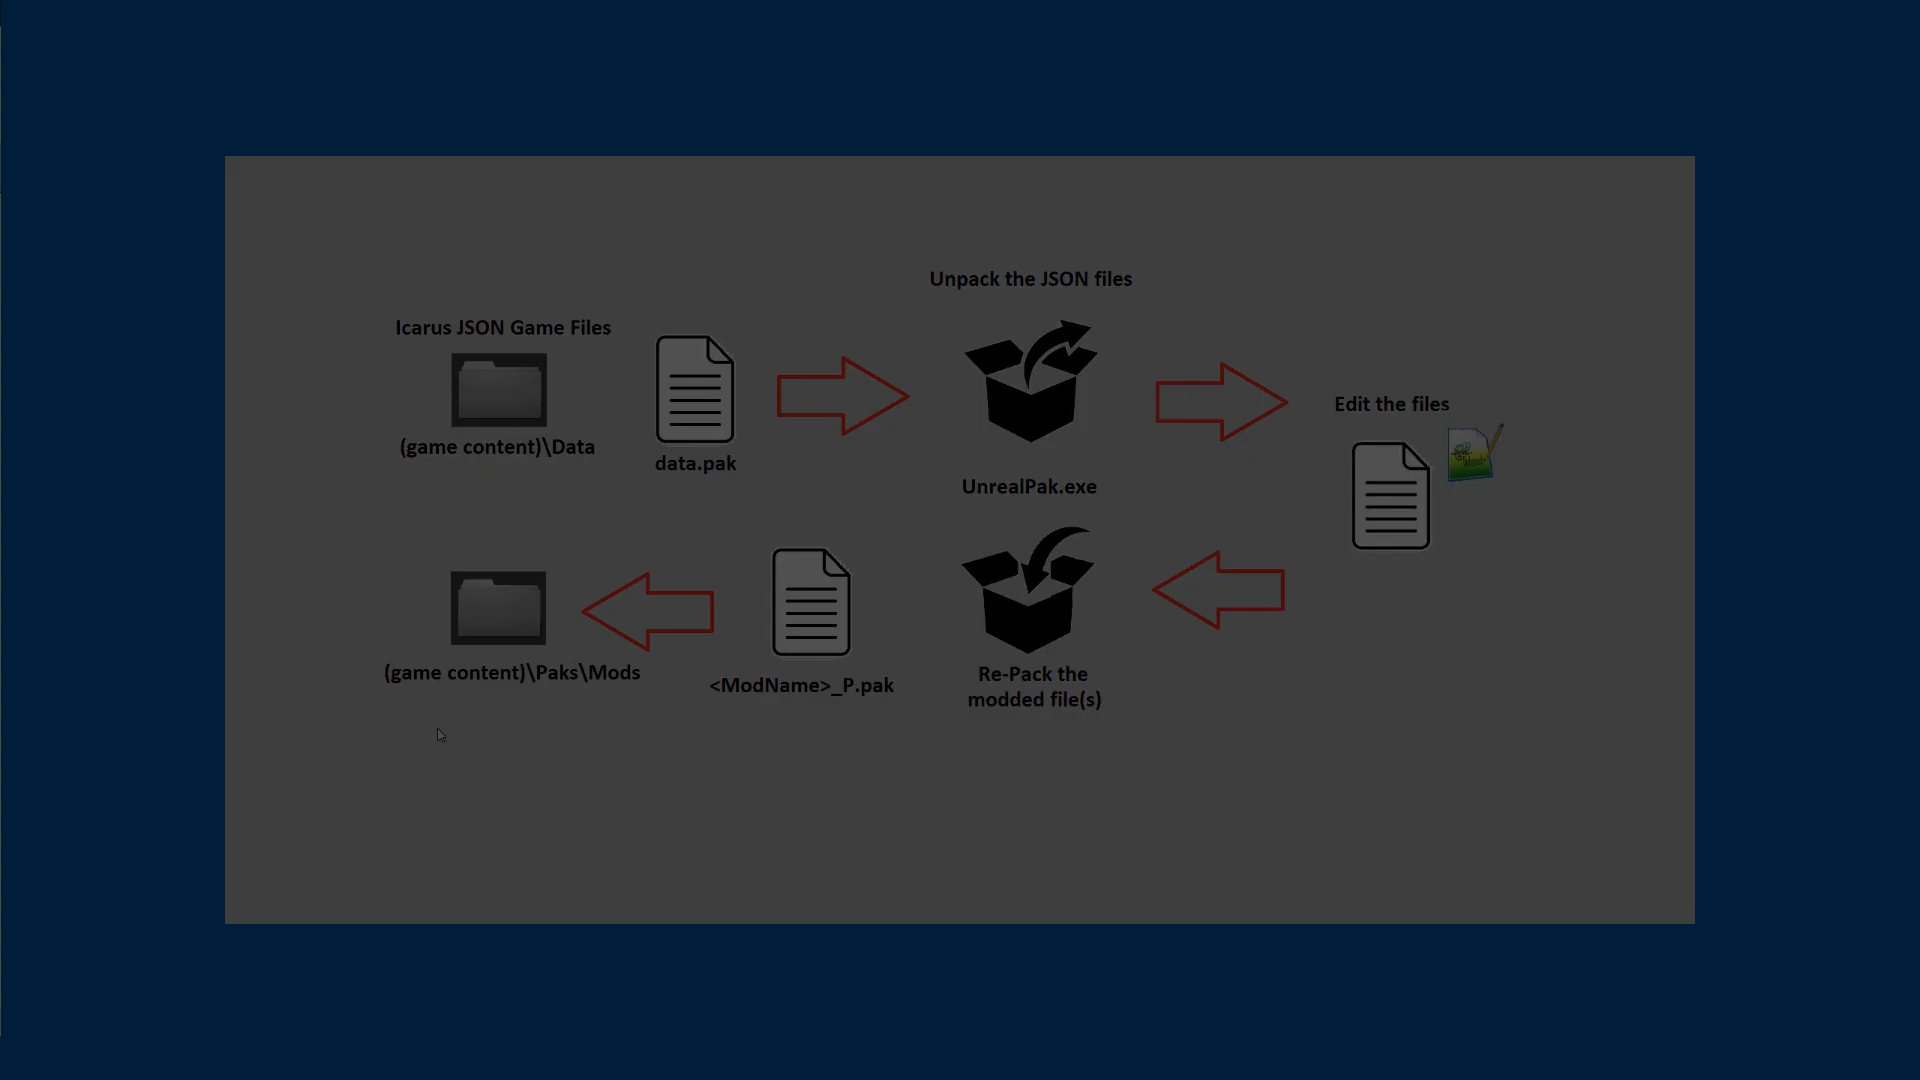 Unpack the JSON files
Icarus JSON Game Files
(game content)\Data
data.pak
Edit the files
UnrealPak.exe
(game content)\Paks\Mods
<ModName>_P.pak
Re-Pack the
modded file(s)